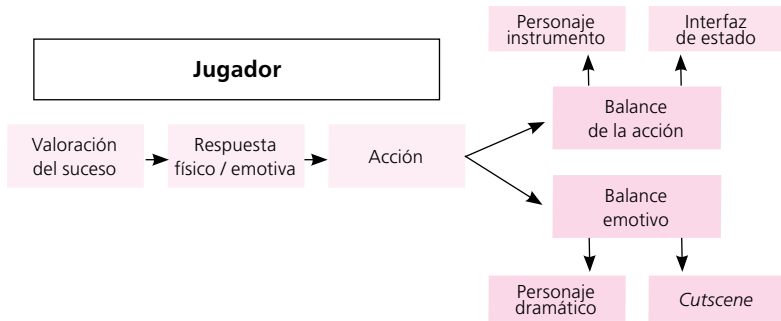 Personaje
instrumento
Interfaz
de estado
Jugador
Valoración
del suceso
Respuesta
físico / emotiva
Acción
Balance
de la acción
Balance
emotivo
Personaje
dramático
Cutscene